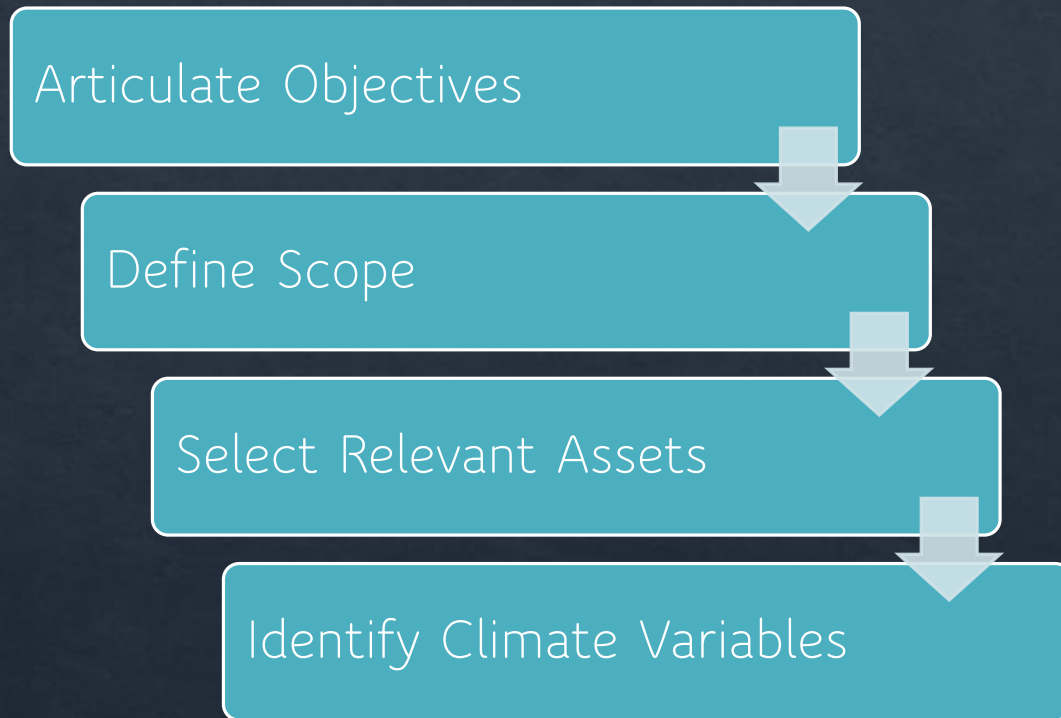 Articulate Objectives
Define Scope
Select Relevant Assets
Identify Climate Variables